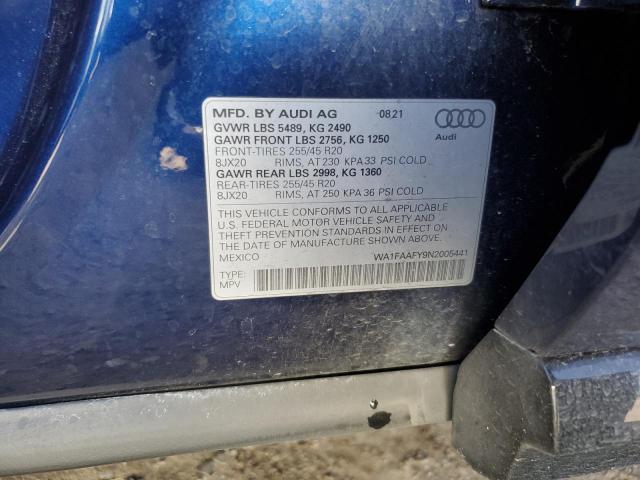 MFD. BY AUDI AG 08.21
GVWR LBS 5489, KG 2490
GAWR FRONT LBS 2756, KG 1250
FRONT-TIRES 255/45 R20
8JX20 RIMS, AT 230 KPA 33 PSI COLD
GAWR REAR LBS 2998, KG 1360
REAR-TIRES 255/45 R20
8JX20 RIMS, AT 250 KPA 36 PSI COLD
Audi
THIS VEHICLE CONFORMS TO ALL APPLICABLE
U.S. FEDERAL MOTOR VEHICLE SAFETY AND
THEFT PREVENTION STANDARDS IN EFFECT ON
THE DATE OF MANUFACTURE SHOWN ABOVE.
MEXICO WA1FAAFY9N2005441
TYPE:
MPV